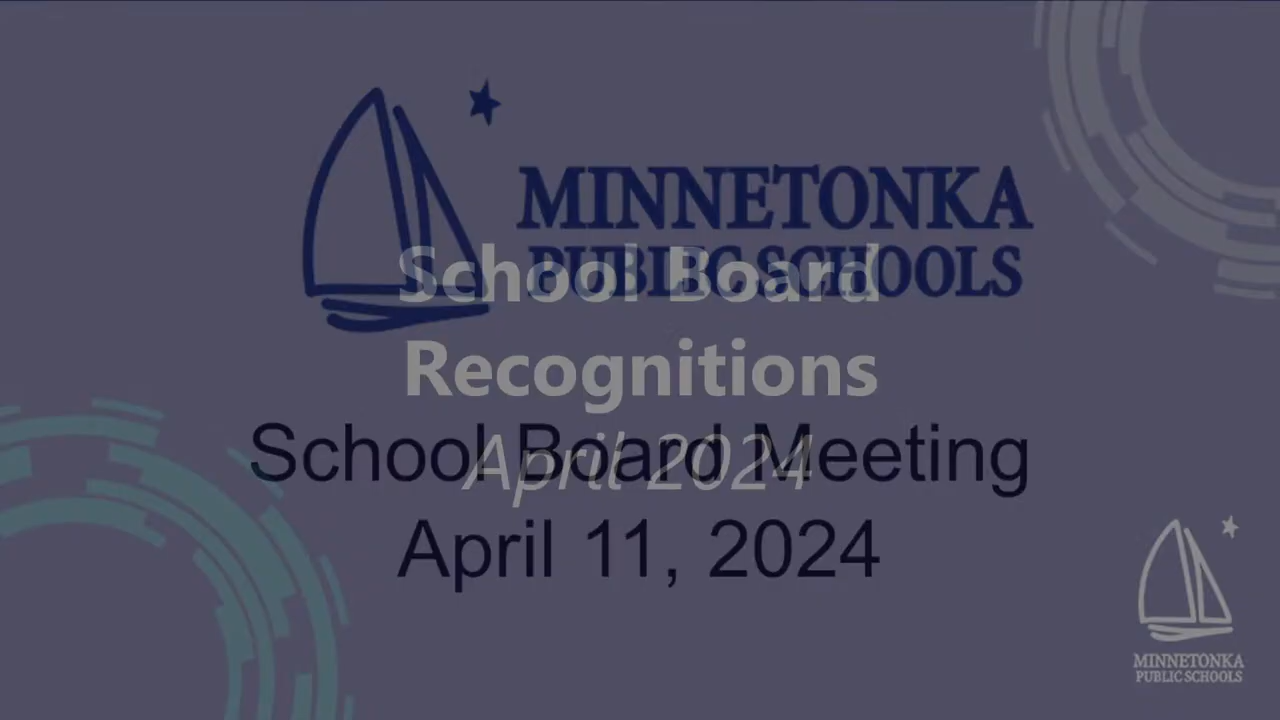 MINNETONKA
PUBLIC SCHOOLS
School Board
Recognitions
April 2024
School Board Meeting
April 11, 2024
MINNETONKA
PUBLIC SCHOOLS